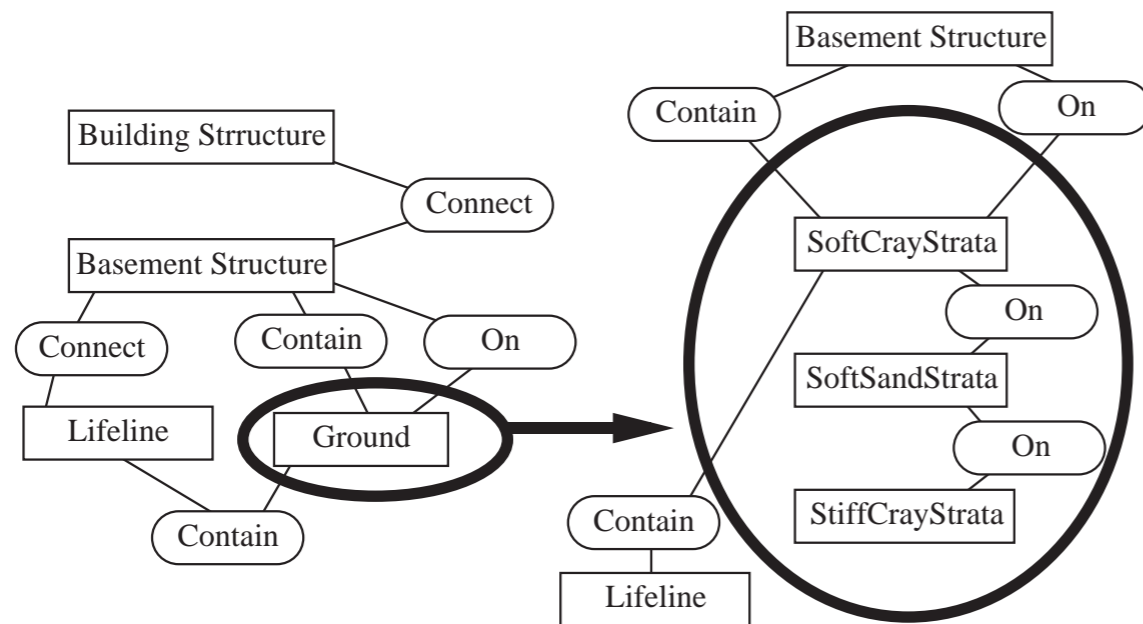 Building Strructure
Connect
Basement Structure
Connect
Contain
On
Lifeline
Ground
Contain
Basement Structure
Contain
On
SoftCrayStrata
On
SoftSandStrata
On
StiffCrayStrata
Contain
Lifeline